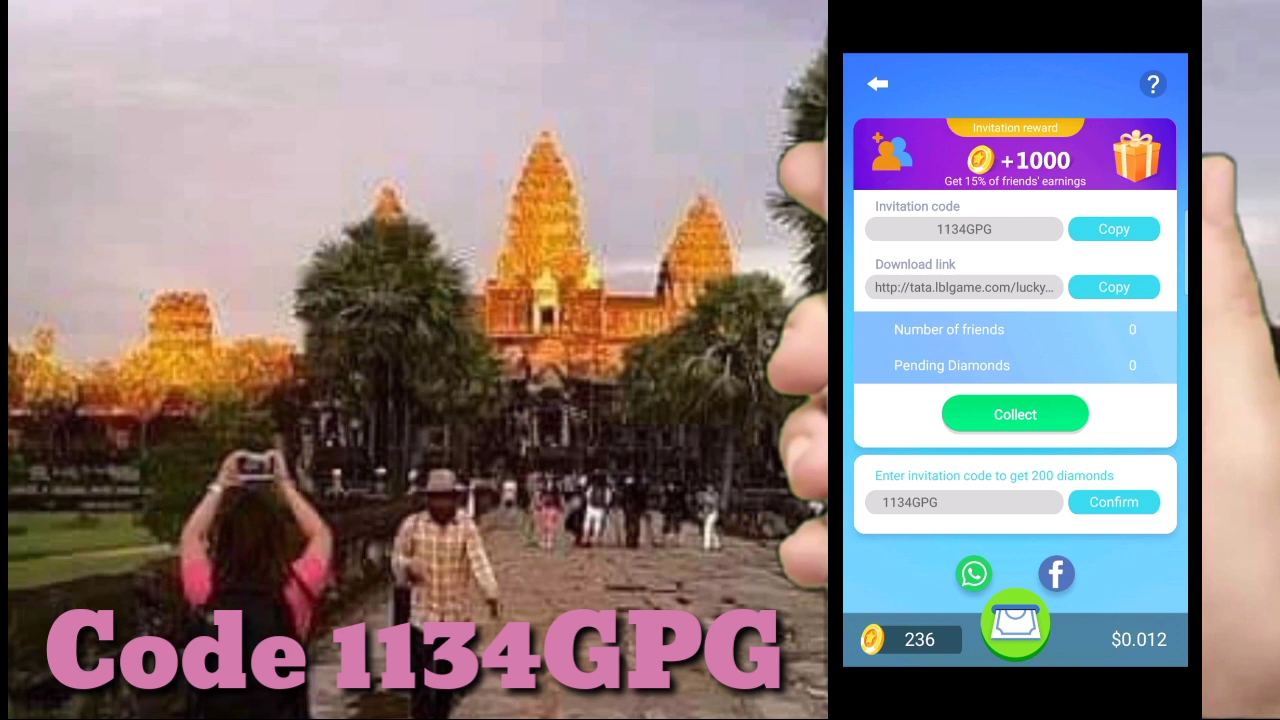 Code 1134GPG
?
Invitation reward
+1000
Get 15% of friends' earnings
Invitation code
1134GPG
Copy
Download link
http://tata.lblgame.com/lucky...
Copy
Number of friends 0
Pending Diamonds 0
Collect
Enter invitation code to get 200 diamonds
1134GPG
Confirm
f
236
$0.012